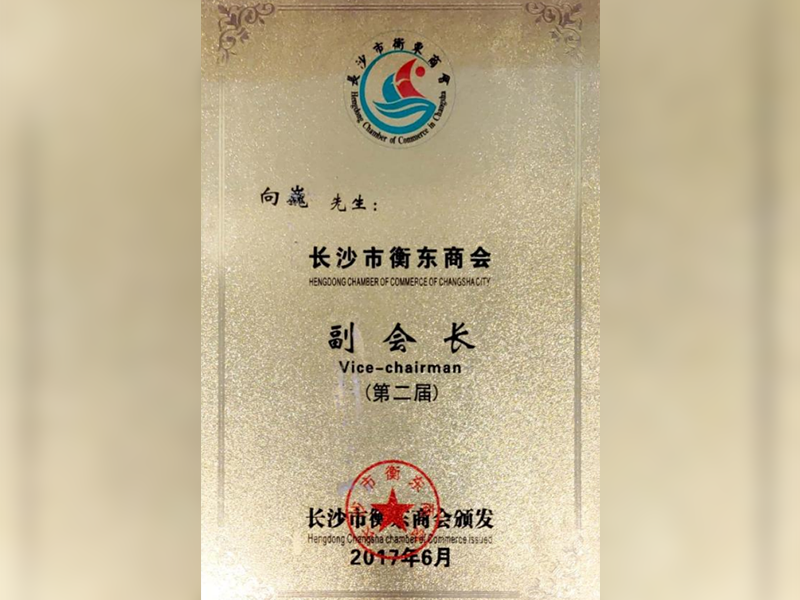 长沙市衡东商会
Hengdong Chamber of Commerce in Changsha
向巍 先生：
长沙市衡东商会
HENGDONG CHAMBER OF COMMERCE OF CHANGSHA CITY
副会长
Vice-chairman
(第二届)
长沙市衡东商会颁发
Hengdong Changsha chamber of Commerce issued
2017年6月